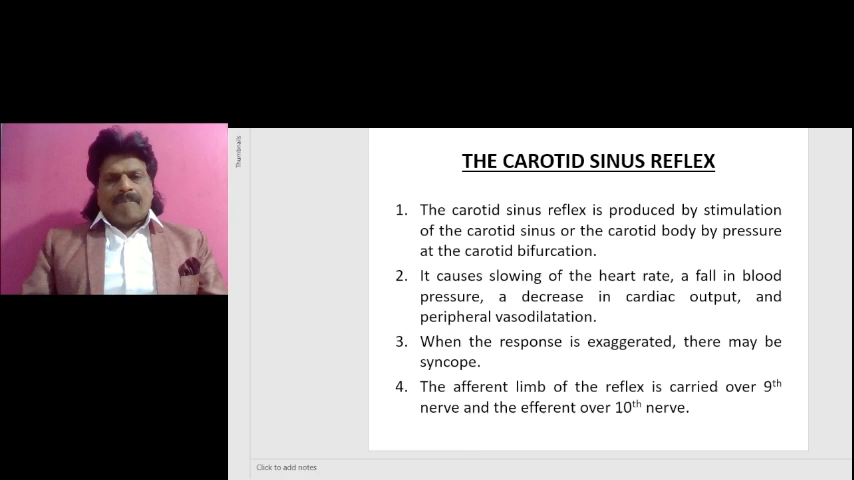 Thumbnails
THE CAROTID SINUS REFLEX
1. The carotid sinus reflex is produced by stimulation
of the carotid sinus or the carotid body by pressure
at the carotid bifurcation.
2. It causes slowing of the heart rate, a fall in blood
pressure, a decrease in cardiac output, and
peripheral vasodilatation.
3. When the response is exaggerated, there may be
syncope.
4. The afferent limb of the reflex is carried over 9th
nerve and the efferent over 10th nerve.
Click to add notes